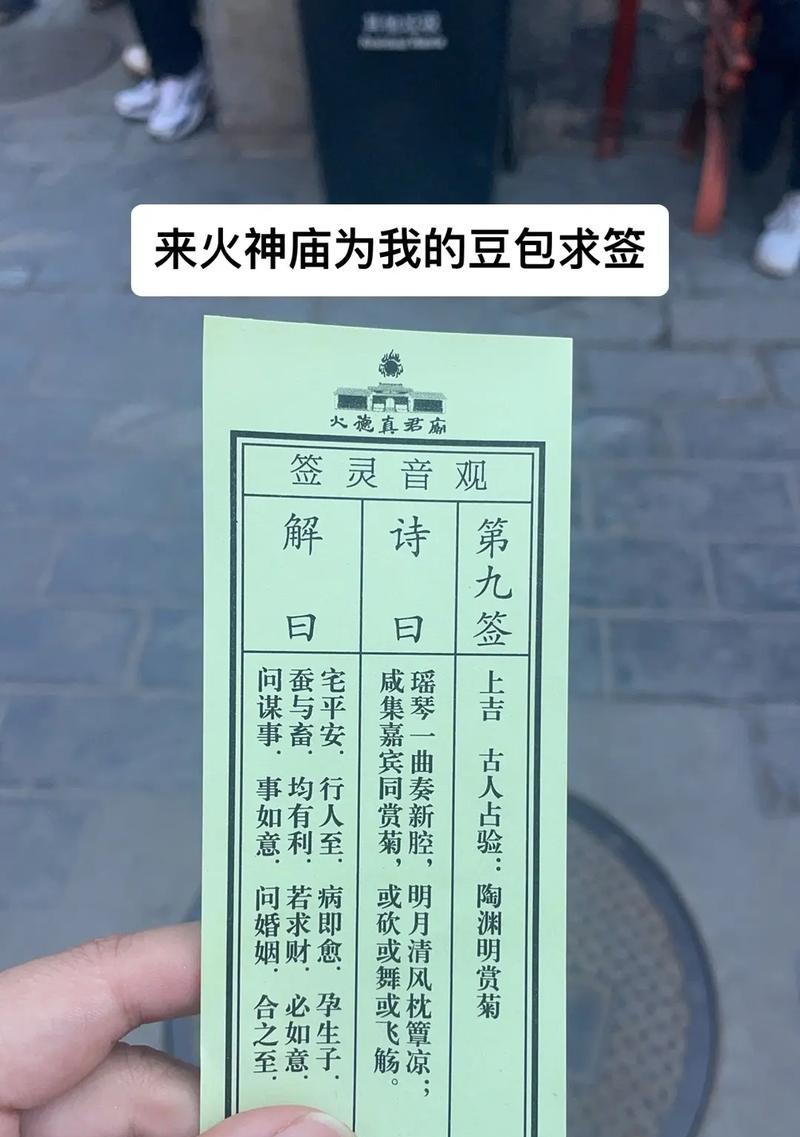 来火神庙为我的豆包求签
火德真君廟
观音灵签
第九签
上吉 古人占验：陶渊明赏菊
诗曰
瑶琴一曲奏新腔，明月清风枕簟凉；
咸集嘉宾同赏菊，或砍或舞或飞觞。
解曰
宅平安．行人至．病即愈．孕生子．
蚕与畜．均有利．若求财．必如意．
问谋事．事如意．问婚姻．合之至．